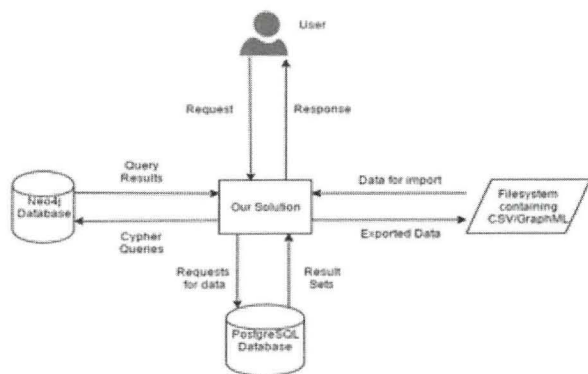 User
Request
Response
Query
Results
Data for import
Neo4j
Database
Our Solution
Filesystem
containing
CSV/GraphML
Cypher
Queries
Exported Data
Requests
for data
Result
Sets
PostgreSQL
Database